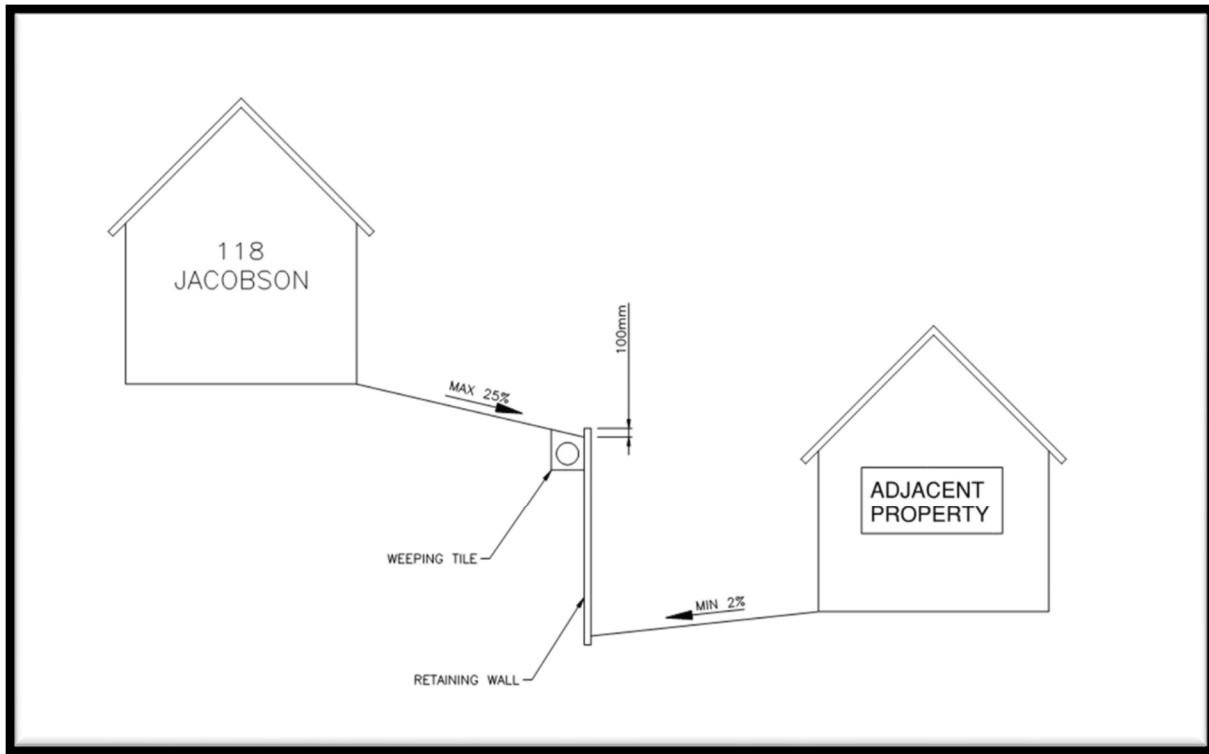 118
JACOBSON
100mm
MAX 25%
ADJACENT
PROPERTY
WEEPING TILE
MIN 2%
RETAINING WALL